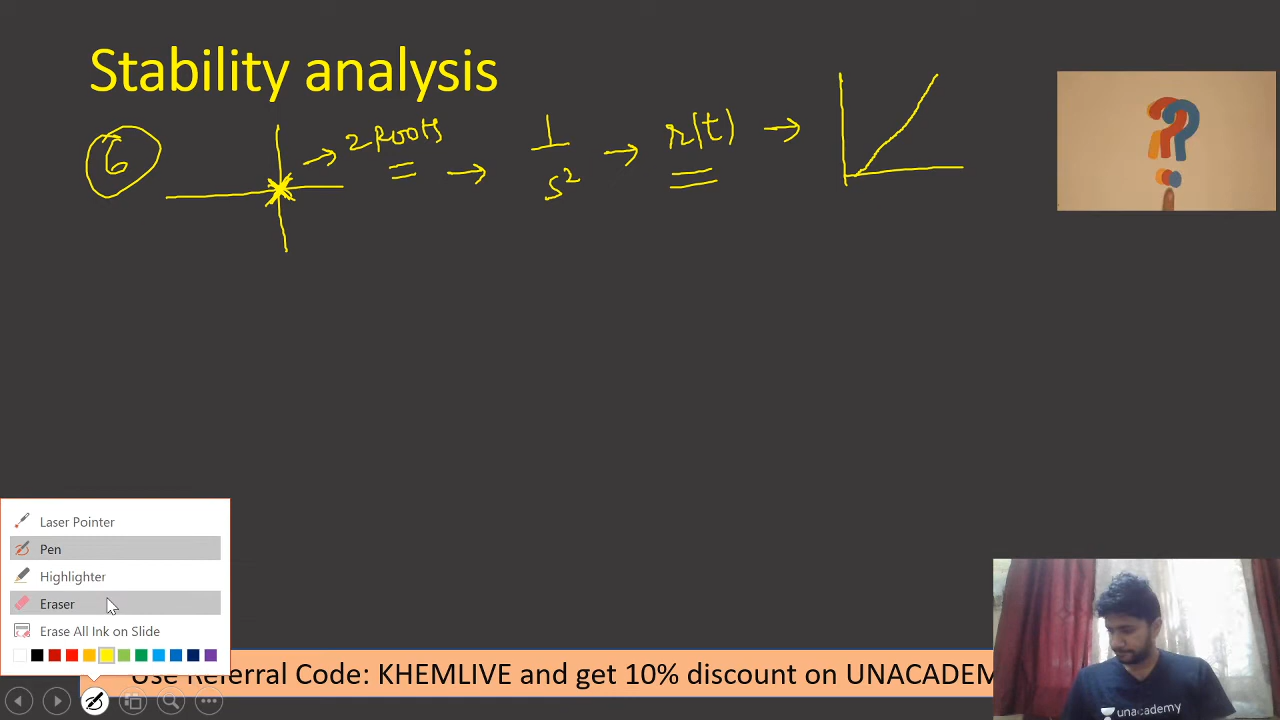 Stability analysis
6 → 2 Roots → 1/s² → r(t) →
Laser Pointer
Pen
Highlighter
Eraser
Erase All Ink on Slide
Use Referral Code: KHEMLIVE and get 10% discount on UNACADEM
unacademy